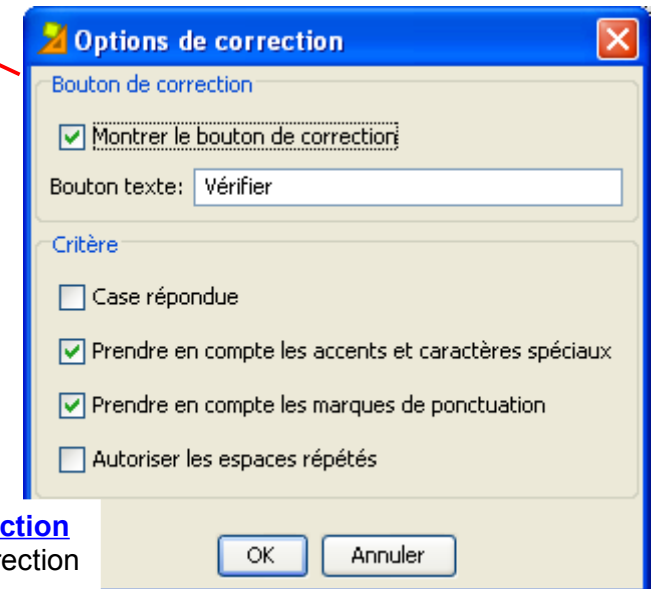 Options de correction
Bouton de correction
Montrer le bouton de correction
Bouton texte: Vérifier
Critère
Case répondue
Prendre en compte les accents et caractères spéciaux
Prendre en compte les marques de ponctuation
Autoriser les espaces répétés
ction
rection
OK Annuler